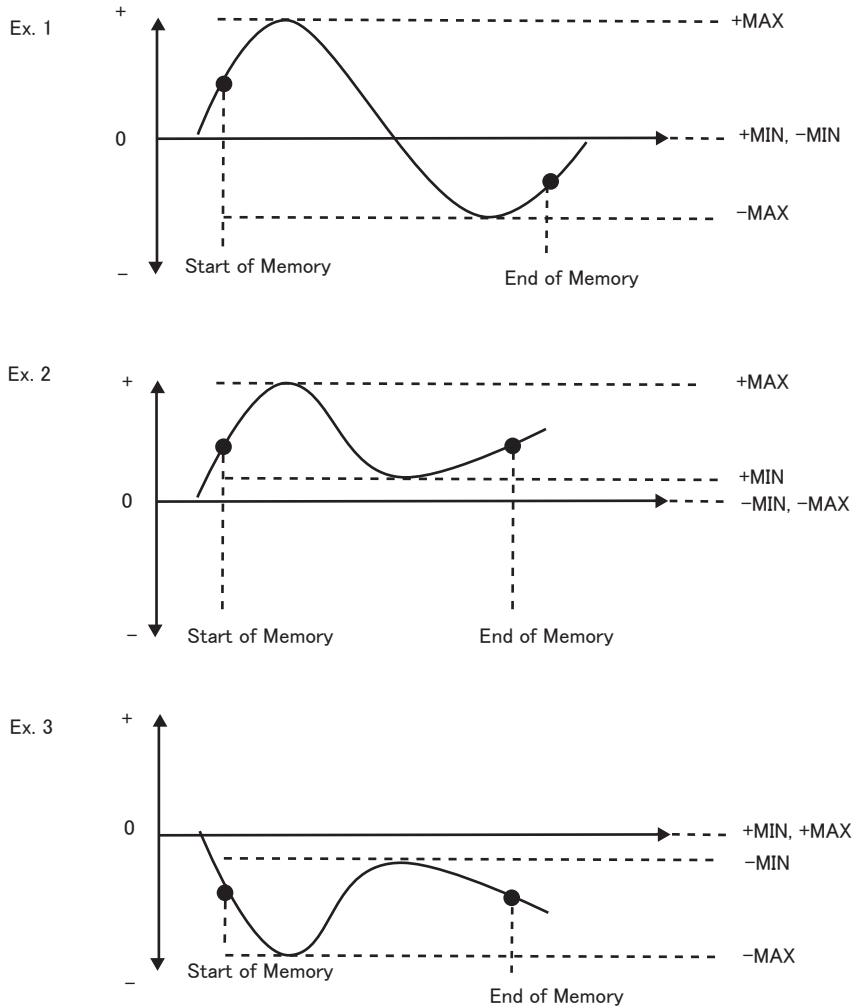 Ex. 1
+
+MAX
0
+MIN, −MIN
−MAX
−
Start of Memory
End of Memory
Ex. 2
+
+MAX
+MIN
0
−MIN, −MAX
−
Start of Memory
End of Memory
Ex. 3
+
0
+MIN, +MAX
−MIN
−MAX
−
Start of Memory
End of Memory